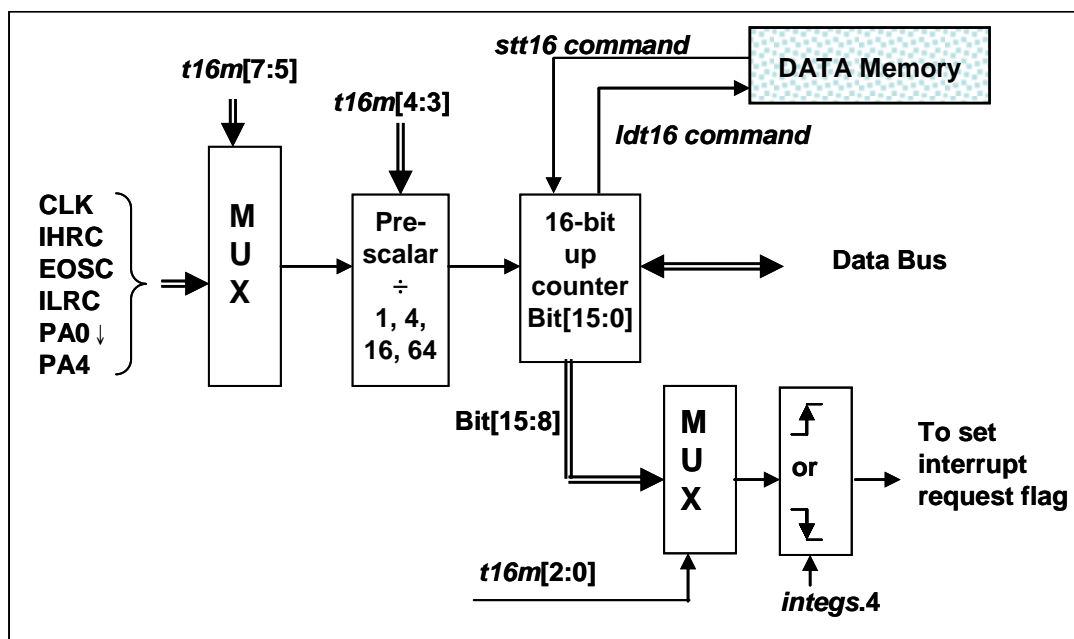 stt16 command
DATA Memory
t16m[7:5]
t16m[4:3]
ldt16 command
CLK
IHRC
EOSC
ILRC
PA0 ↓
PA4
M
U
X
Pre-
scalar
÷
1, 4,
16, 64
16-bit
up
counter
Bit[15:0]
Data Bus
Bit[15:8]
M
U
X
or
To set
interrupt
request flag
t16m[2:0]
integs.4